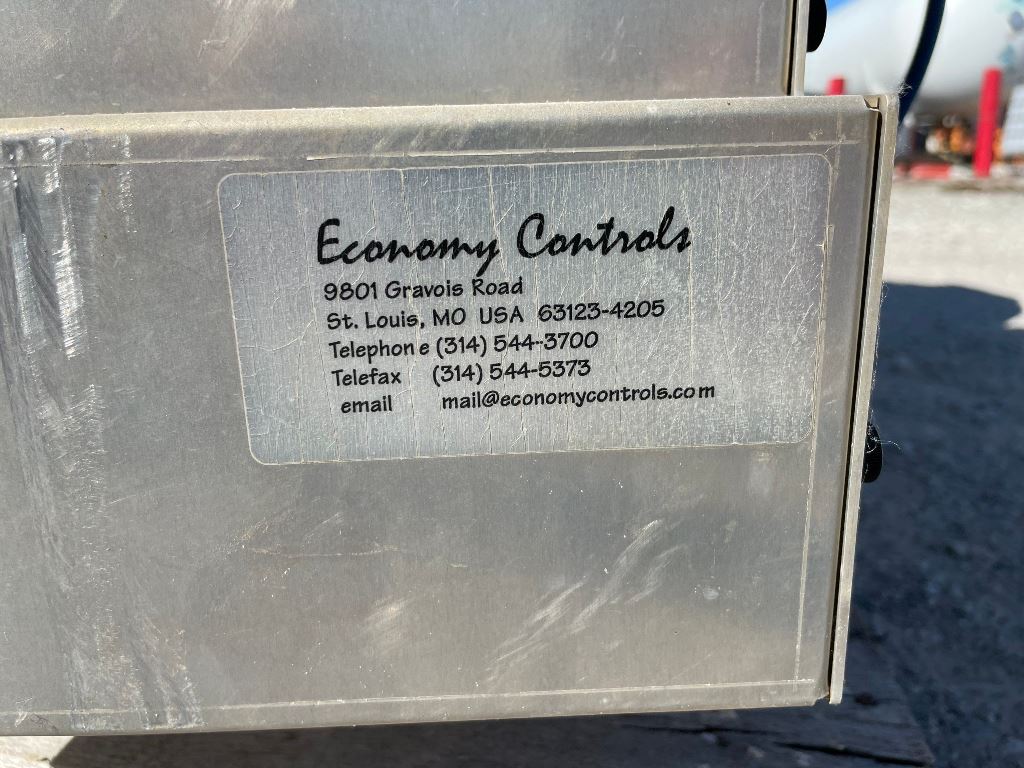 Economy Controls
9801 Gravois Road
St. Louis, MO USA 63123-4205
Telephone (314) 544-3700
Telefax (314) 544-5373
email mail@economycontrols.com